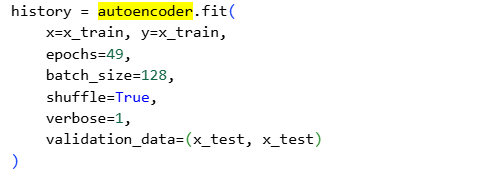 history = autoencoder.fit(
    x=x_train, y=x_train,
    epochs=49,
    batch_size=128,
    shuffle=True,
    verbose=1,
    validation_data=(x_test, x_test)
)